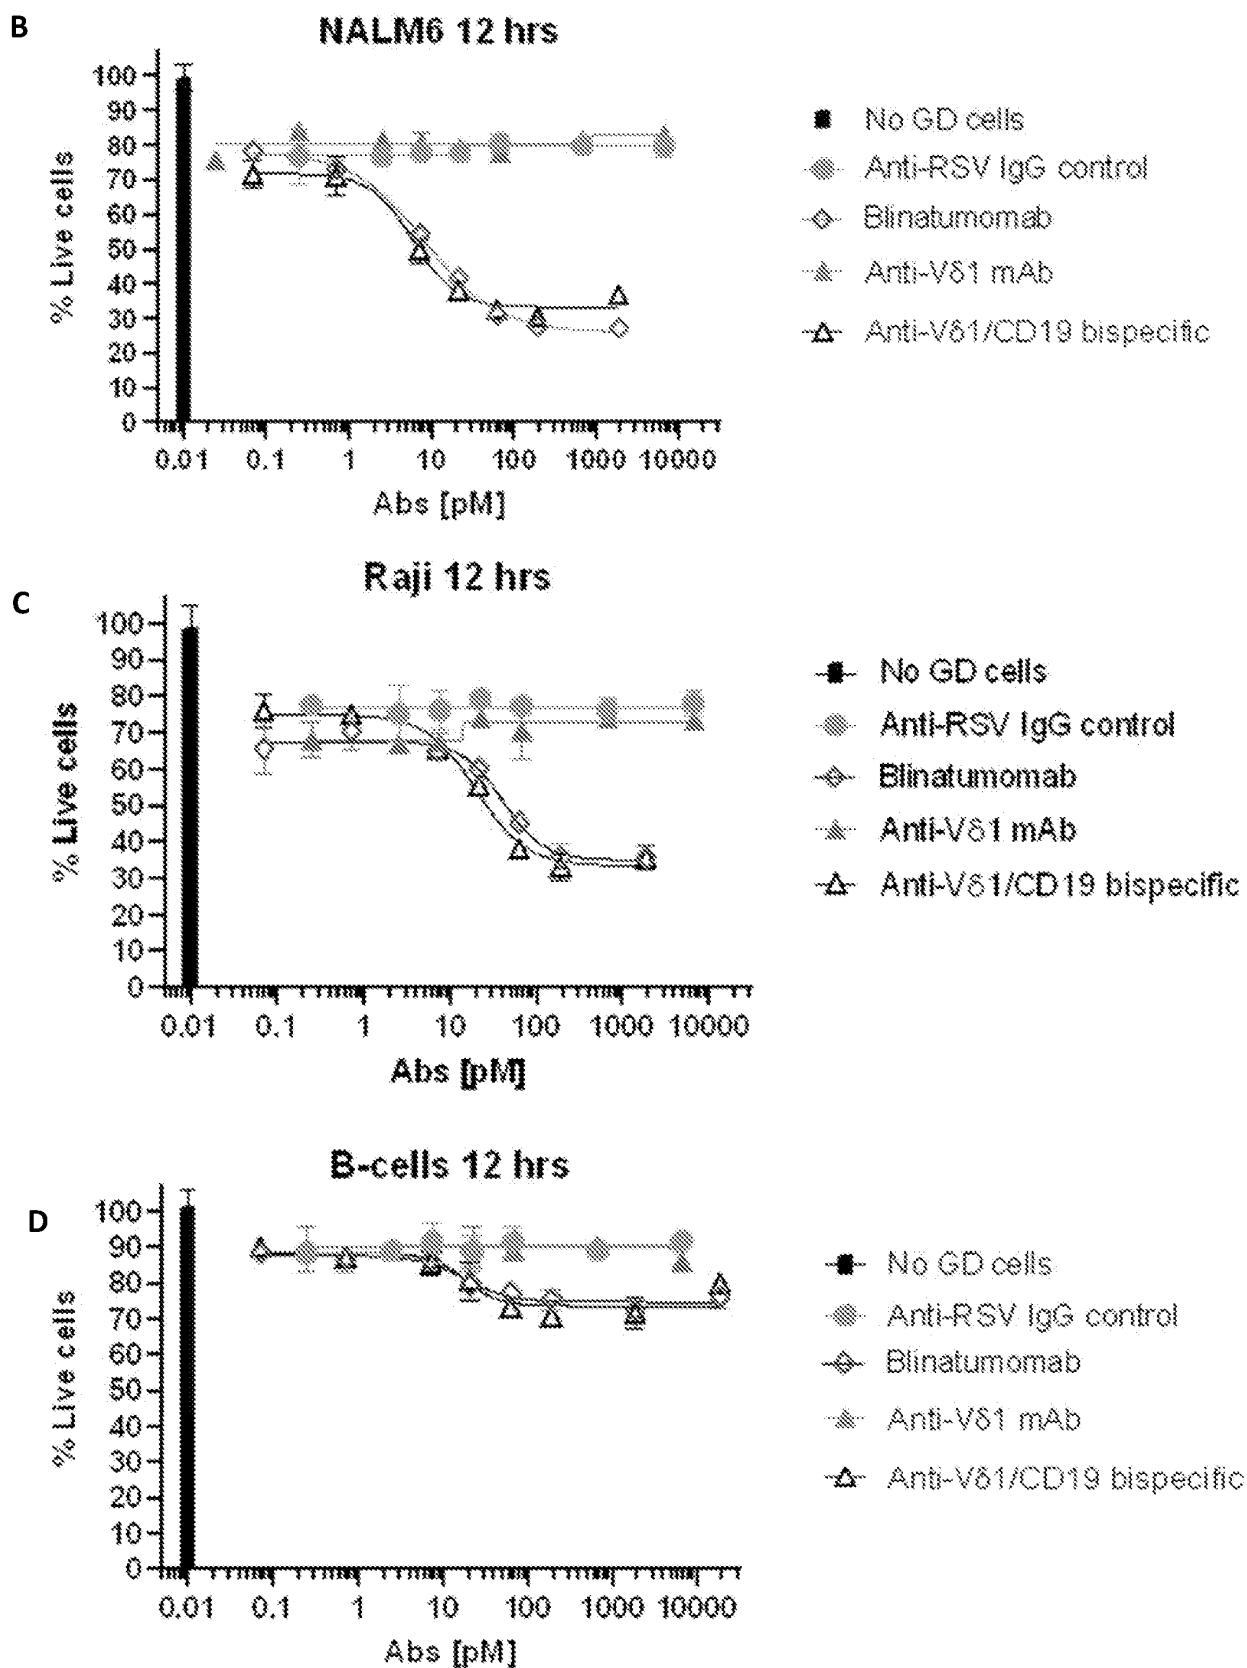 B
NALM6 12 hrs
100
90
80
70
60
50
40
30
20
10
0
% Live cells
0.01 0.1 1 10 100 1000 10000
Abs [pM]
No GD cells
Anti-RSV IgG control
Blinatumomab
Anti-Vδ1 mAb
Anti-Vδ1/CD19 bispecific
C
Raji 12 hrs
100
90
80
70
60
50
40
30
20
10
0
% Live cells
0.01 0.1 1 10 100 1000 10000
Abs [pM]
No GD cells
Anti-RSV IgG control
Blinatumomab
Anti-Vδ1 mAb
Anti-Vδ1/CD19 bispecific
D
B-cells 12 hrs
100
90
80
70
60
50
40
30
20
10
0
% Live cells
0.01 0.1 1 10 100 1000 10000
Abs [pM]
No GD cells
Anti-RSV IgG control
Blinatumomab
Anti-Vδ1 mAb
Anti-Vδ1/CD19 bispecific